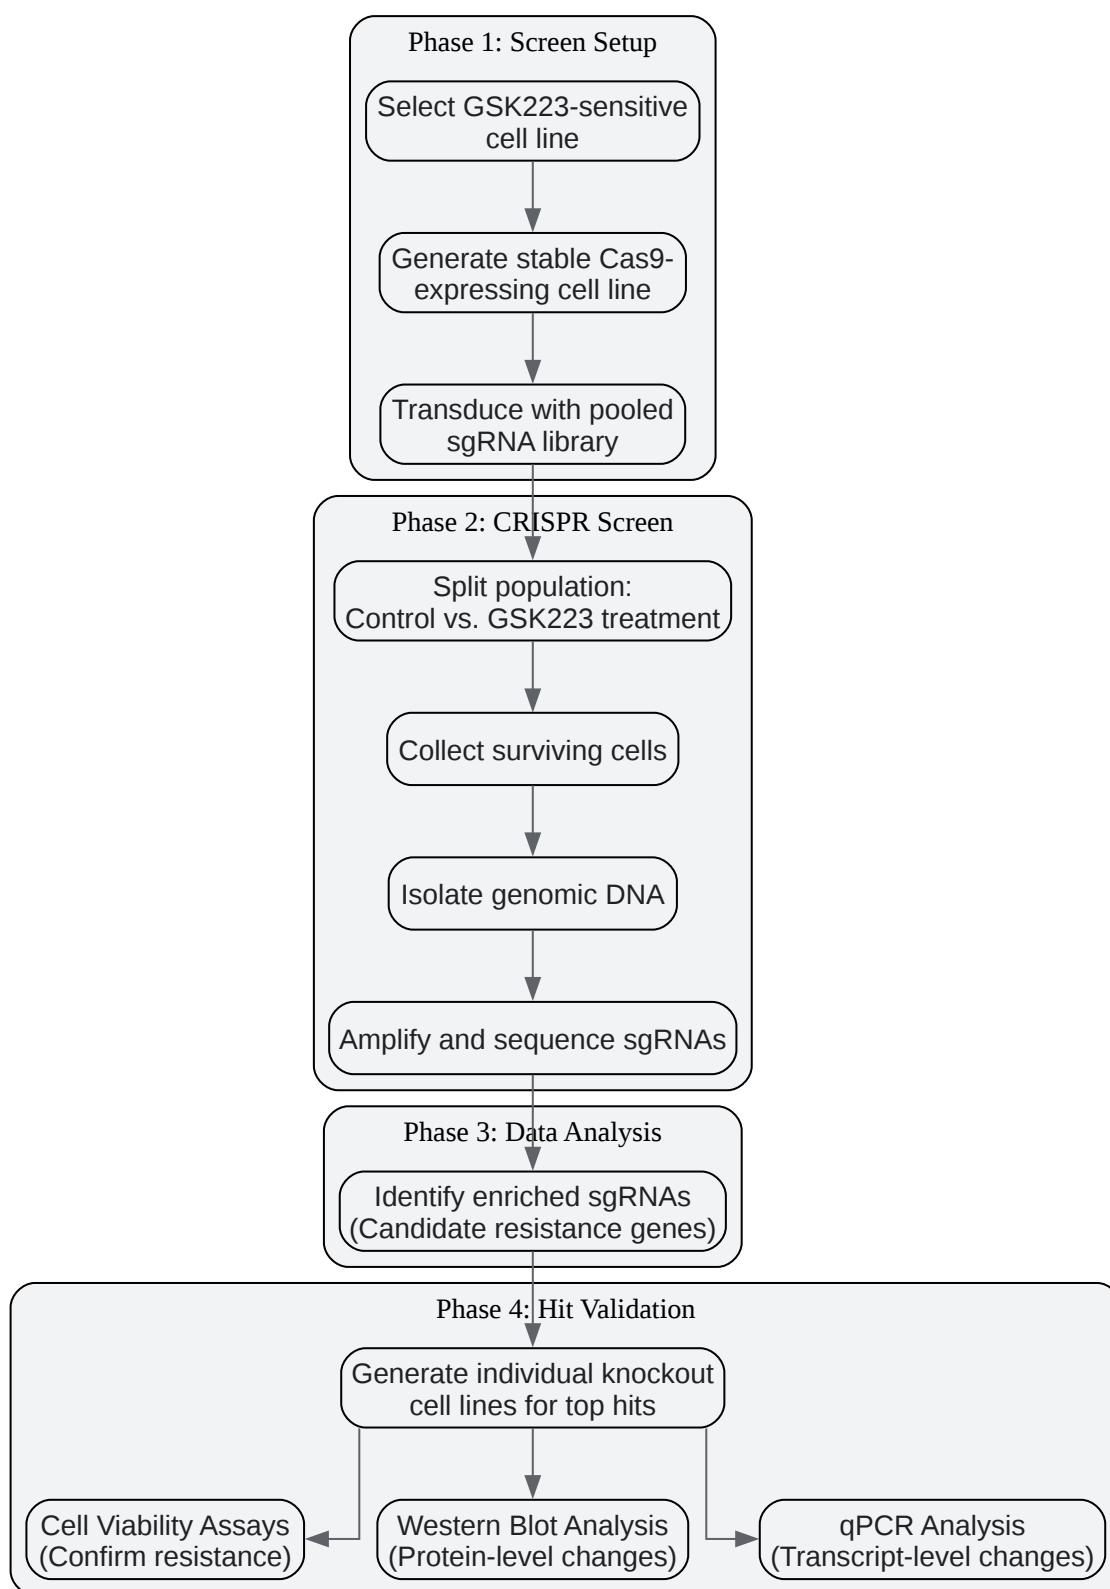 Phase 1: Screen Setup
Select GSK223-sensitive
cell line
Generate stable Cas9-
expressing cell line
Transduce with pooled
sgRNA library
Phase 2: CRISPR Screen
Split population:
Control vs. GSK223 treatment
Collect surviving cells
Isolate genomic DNA
Amplify and sequence sgRNAs
Phase 3: Data Analysis
Identify enriched sgRNAs
(Candidate resistance genes)
Phase 4: Hit Validation
Generate individual knockout
cell lines for top hits
Cell Viability Assays
(Confirm resistance)
Western Blot Analysis
(Protein-level changes)
qPCR Analysis
(Transcript-level changes)